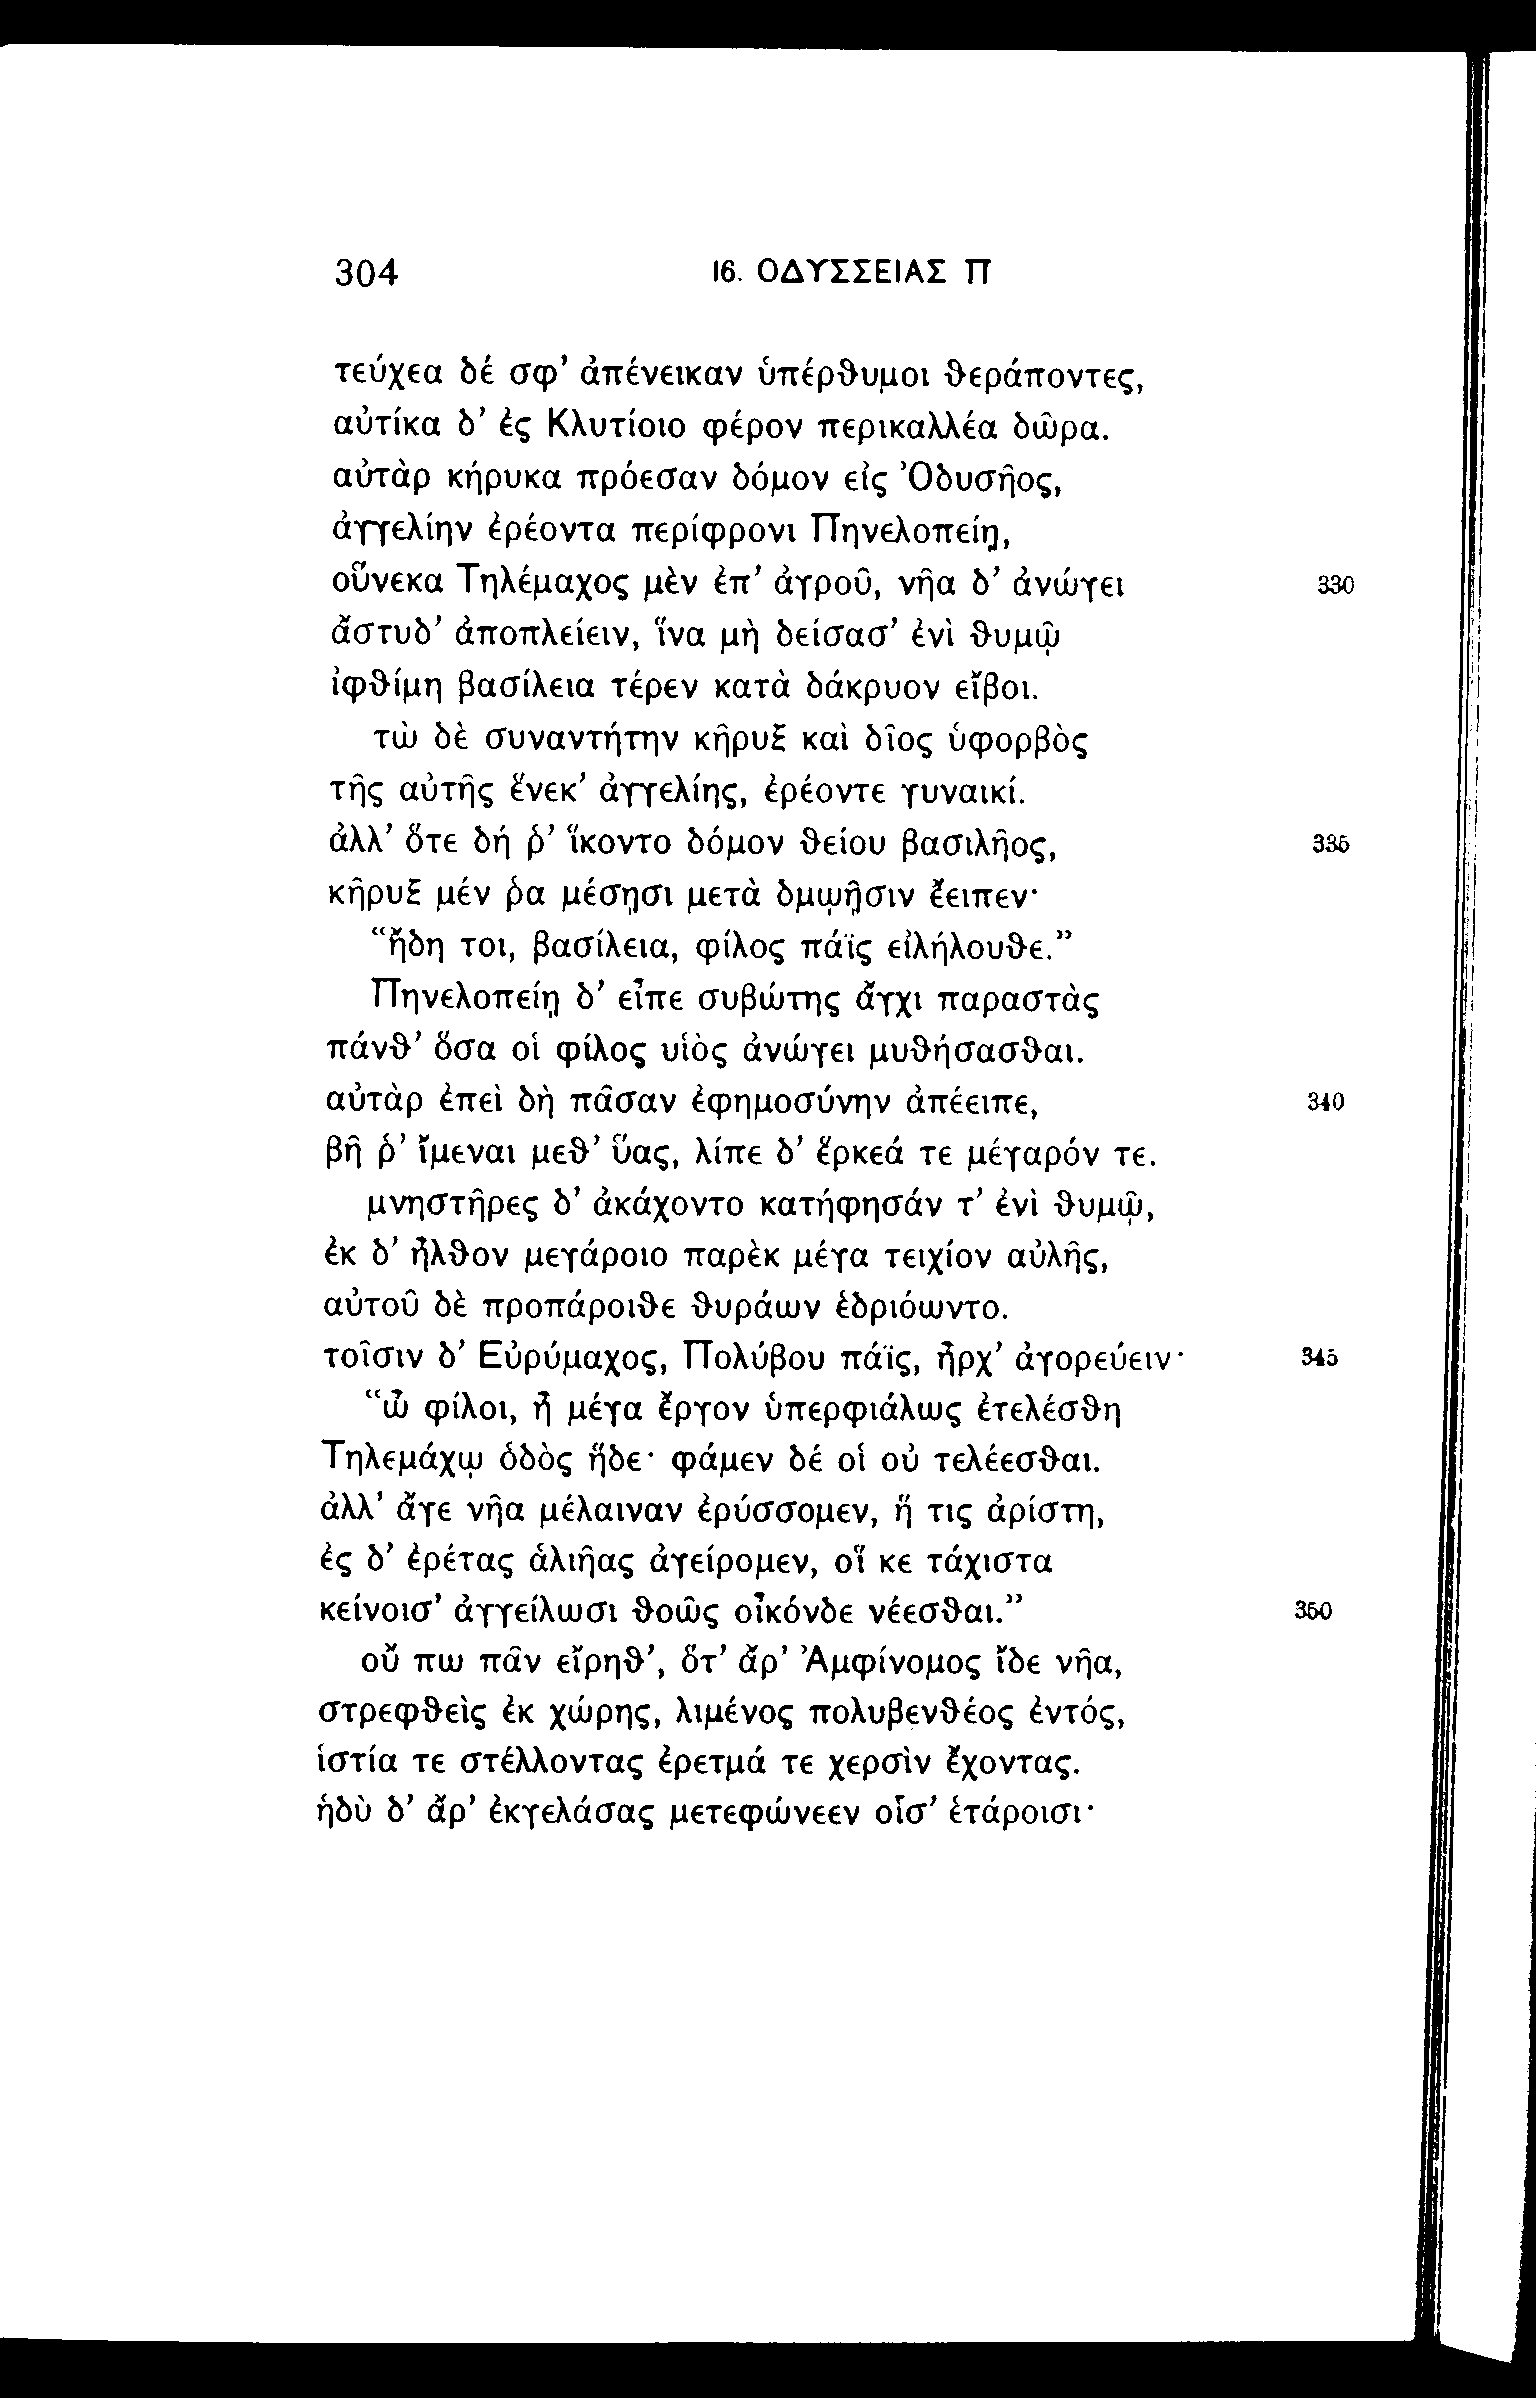 304 16. ΟΔΥΣΣΕΙΑΣ Π
τεύχεα δέ σφ’ ἀπένεικαν ὑπέρθυμοι θεράποντες,
αὐτίκα δ’ ἐς Κλυτίοιο φέρον περικαλλέα δῶρα.
αὐτὰρ κήρυκα πρόεσαν δόμον εἰς Ὀδυσῆος,
ἀγγελίην ἐρέοντα περίφρονι Πηνελοπείῃ,
οὕνεκα Τηλέμαχος μὲν ἐπ’ ἀγροῦ, νῆα δ’ ἀνώγει 330
ἄστυδ’ ἀποπλείειν, ἵνα μὴ δείσασ’ ἐνὶ θυμῷ
ἰφθίμη βασίλεια τέρεν κατὰ δάκρυον εἴβοι.
τὼ δὲ συναντήτην κῆρυξ καὶ δῖος ὑφορβὸς
τῆς αὐτῆς ἕνεκ’ ἀγγελίης, ἐρέοντε γυναικί.
ἀλλ’ ὅτε δή ῥ’ ἵκοντο δόμον θείου βασιλῆος, 335
κῆρυξ μέν ῥα μέσῃσι μετὰ δμῳῇσιν ἔειπεν·
“ἤδη τοι, βασίλεια, φίλος πάϊς εἰλήλουθε.”
Πηνελοπείῃ δ’ εἶπε συβώτης ἄγχι παραστὰς
πάνθ’ ὅσα οἱ φίλος υἱὸς ἀνώγει μυθήσασθαι.
αὐτὰρ ἐπεὶ δὴ πᾶσαν ἐφημοσύνην ἀπέειπε, 340
βῆ ῥ’ ἴμεναι μεθ’ ὕας, λίπε δ’ ἕρκεά τε μέγαρόν τε.
μνηστῆρες δ’ ἀκάχοντο κατήφησάν τ’ ἐνὶ θυμῷ,
ἐκ δ’ ἦλθον μεγάροιο παρὲκ μέγα τειχίον αὐλῆς,
αὐτοῦ δὲ προπάροιθε θυράων ἑδριόωντο.
τοῖσιν δ’ Εὐρύμαχος, Πολύβου πάϊς, ἦρχ’ ἀγορεύειν· 345
“ὦ φίλοι, ἦ μέγα ἔργον ὑπερφιάλως ἐτελέσθη
Τηλεμάχῳ ὁδὸς ἥδε· φάμεν δέ οἱ οὐ τελέεσθαι.
ἀλλ’ ἄγε νῆα μέλαιναν ἐρύσσομεν, ἥ τις ἀρίστη,
ἐς δ’ ἐρέτας ἁλιῆας ἀγείρομεν, οἵ κε τάχιστα
κείνοισ’ ἀγγείλωσι θοῶς οἶκόνδε νέεσθαι.” 350
οὔ πω πᾶν εἴρηθ’, ὅτ’ ἄρ’ Ἀμφίνομος ἴδε νῆα,
στρεφθεὶς ἐκ χώρης, λιμένος πολυβενθέος ἐντός,
ἱστία τε στέλλοντας ἐρετμά τε χερσὶν ἔχοντας.
ἡδὺ δ’ ἄρ’ ἐκγελάσας μετεφώνεεν οἷσ’ ἑτάροισι·